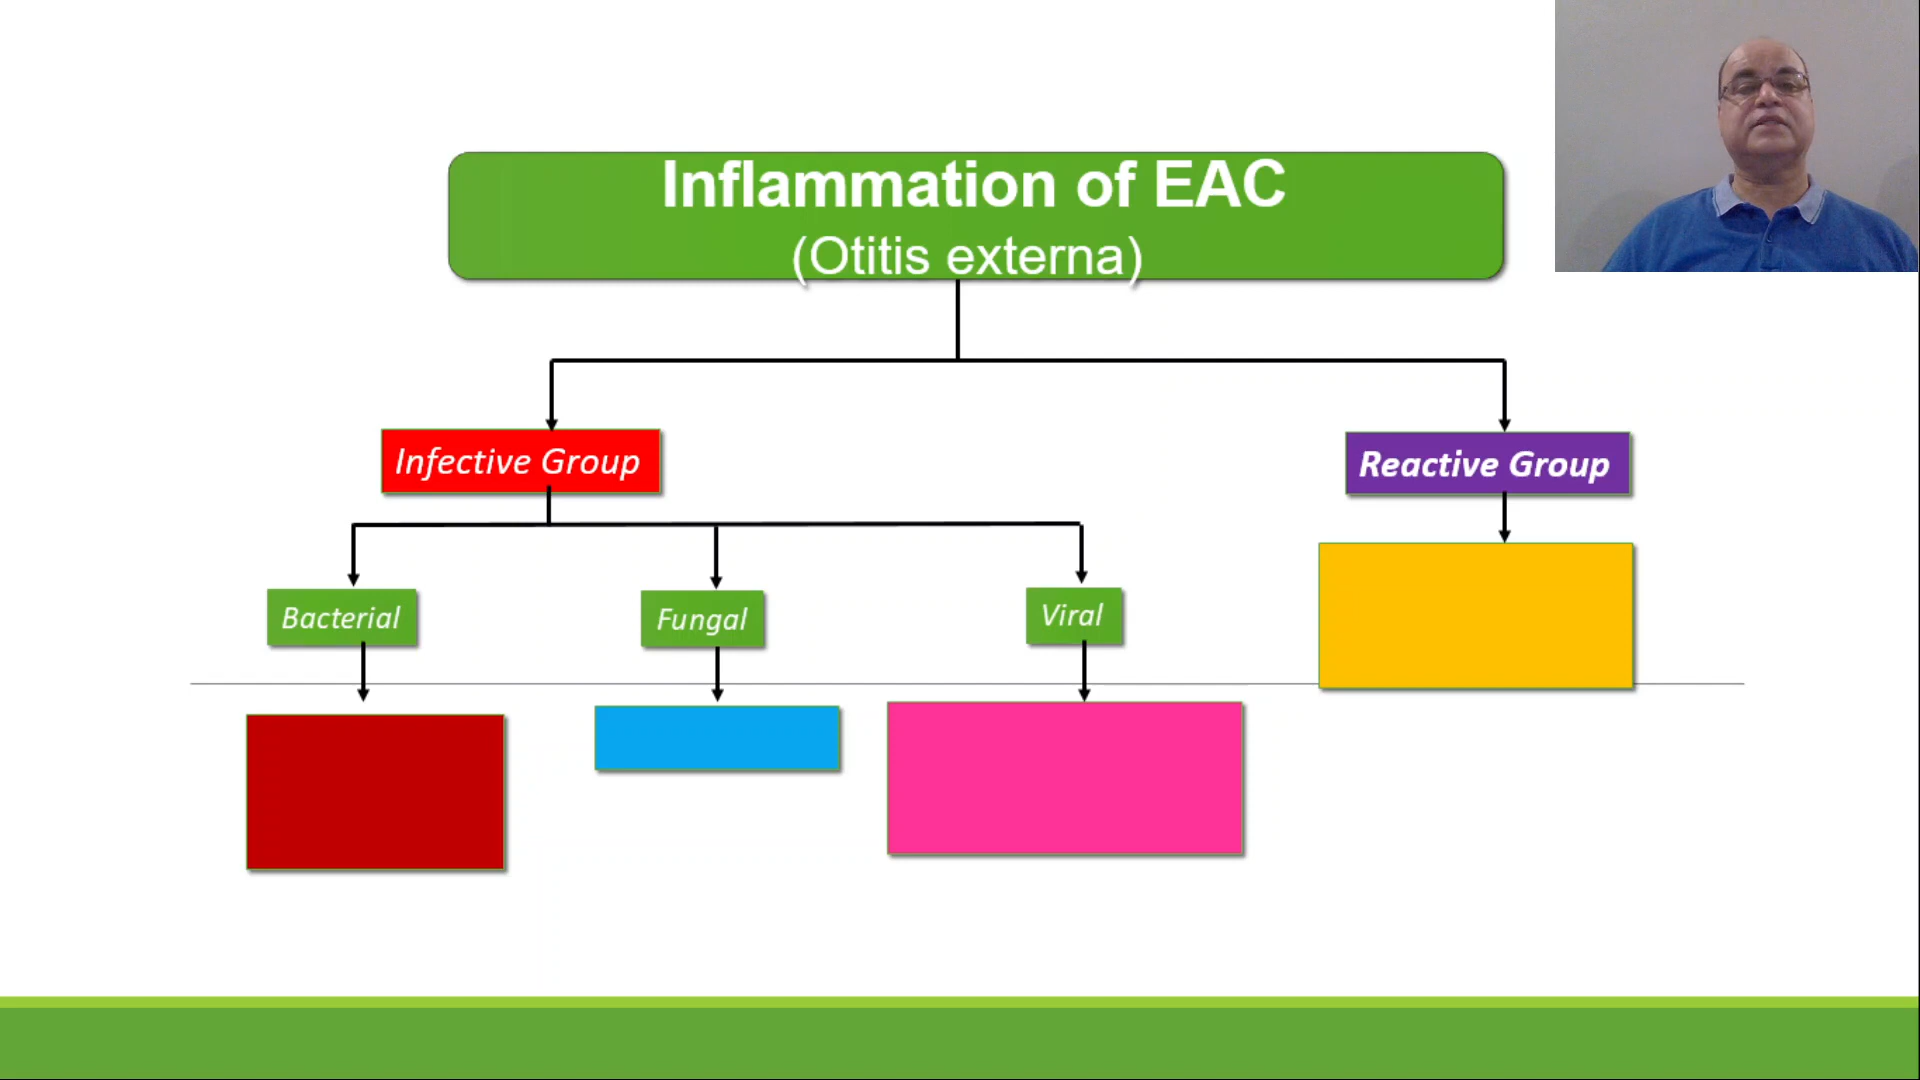 Inflammation of EAC
(Otitis externa)
Infective Group
Reactive Group
Bacterial
Fungal
Viral